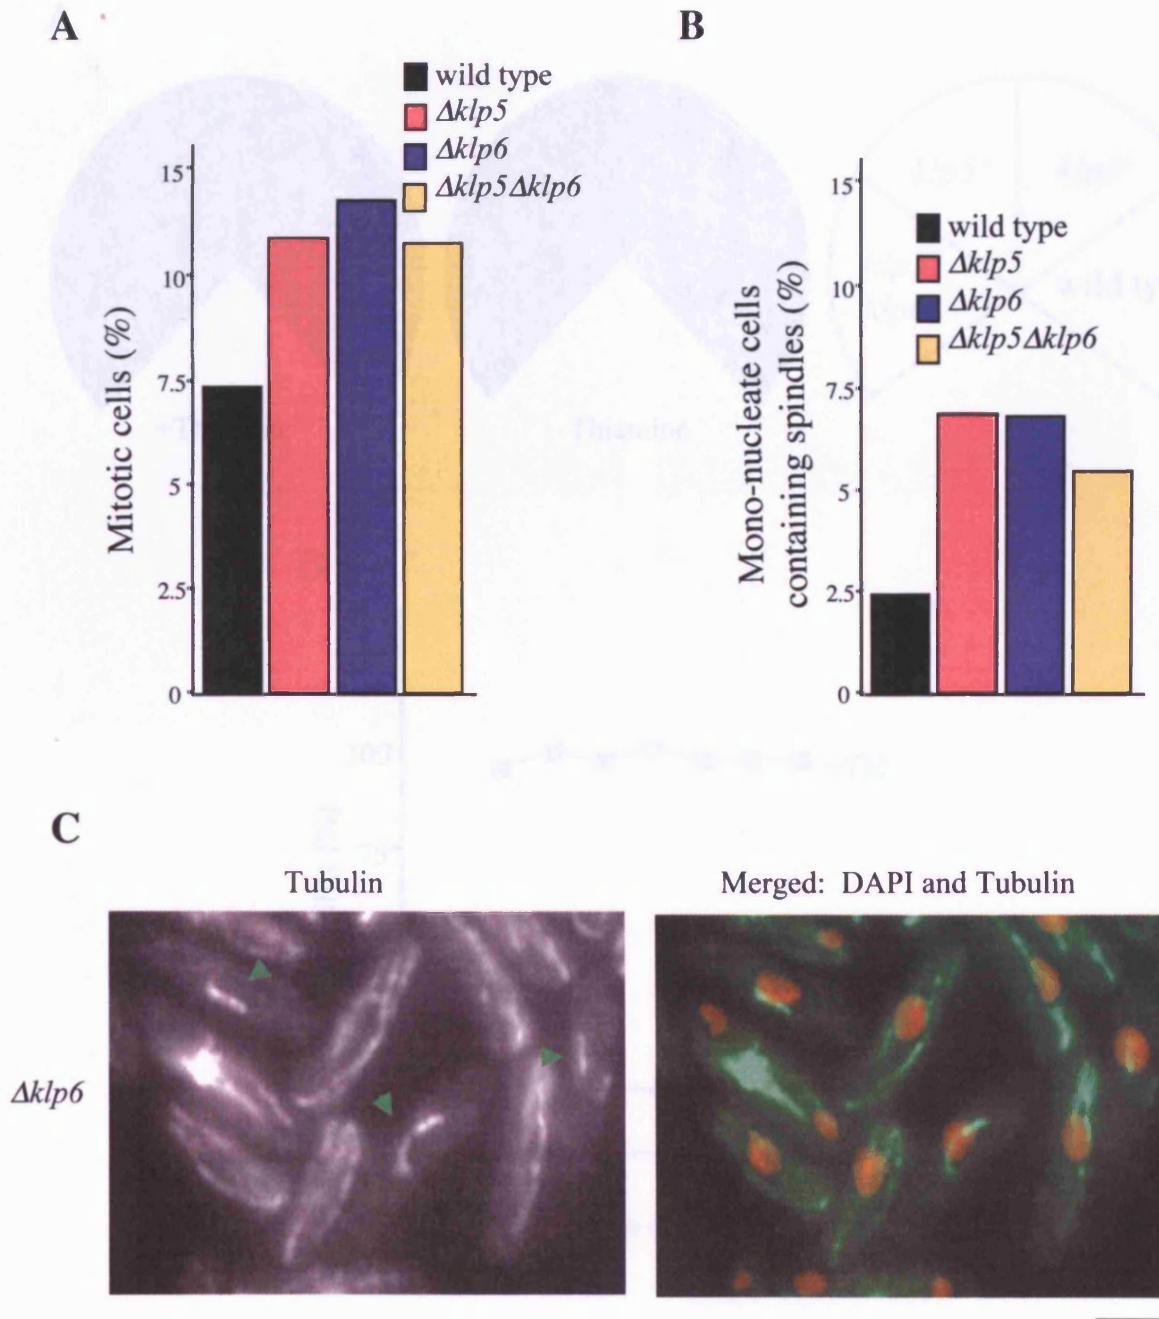 A
B
wild type
Δklp5
Δklp6
Δklp5Δklp6
15
10
7.5
5
2.5
0
Mitotic cells (%)
wild type
Δklp5
Δklp6
Δklp5Δklp6
15
10
7.5
5
2.5
0
Mono-nucleate cells
containing spindles (%)
C
Tubulin
Merged: DAPI and Tubulin
Δklp6